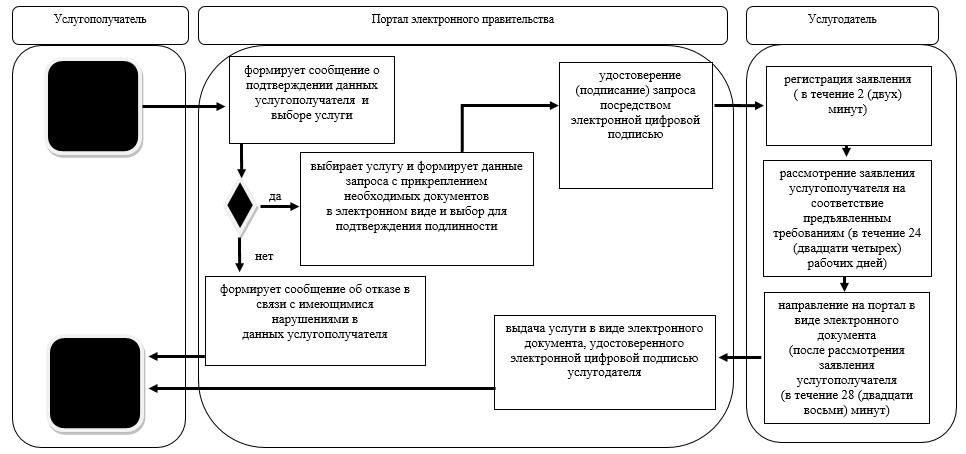 Услугополучатель
Портал электронного правительства
Услугодатель
формирует сообщение о
подтверждении данных
услугополучателя и
выборе услуги
удостоверение
(подписание) запроса
посредством
электронной цифровой
подписью
регистрация заявления
( в течение 2 (двух)
минут)
выбирает услугу и формирует данные
запроса с прикреплением
необходимых документов
в электронном виде и выбор для
подтверждения подлинности
да
нет
рассмотрение заявления
услугополучателя на
соответствие
предъявленным
требованиям (в течение 24
(двадцати четырех)
рабочих дней)
формирует сообщение об отказе в
связи с имеющимися
нарушениями в
данных услугополучателя
выдача услуги в виде электронного
документа, удостоверенного
электронной цифровой подписью
услугодателя
направление на портал в
виде электронного
документа
(после рассмотрения
заявления
услугополучателя
(в течение 28 (двадцати
восьми) минут)